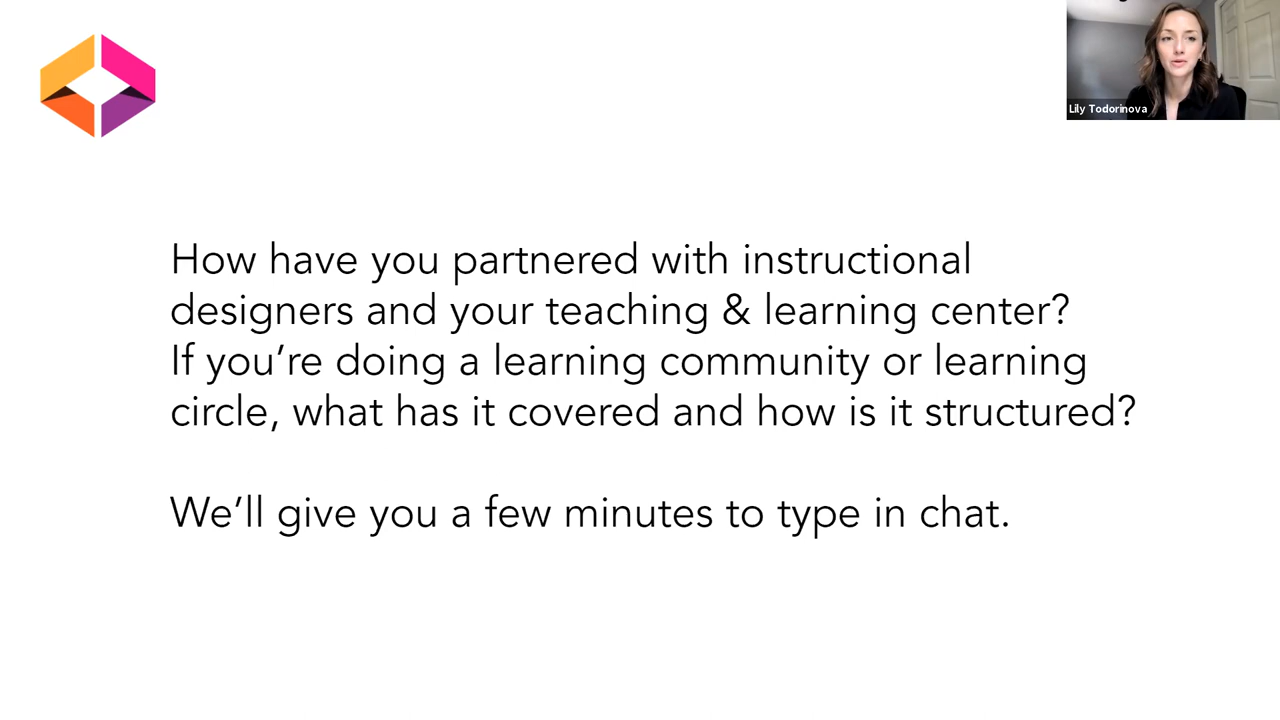 Lily Todorinova
How have you partnered with instructional
designers and your teaching & learning center?
If you’re doing a learning community or learning
circle, what has it covered and how is it structured?
We’ll give you a few minutes to type in chat.